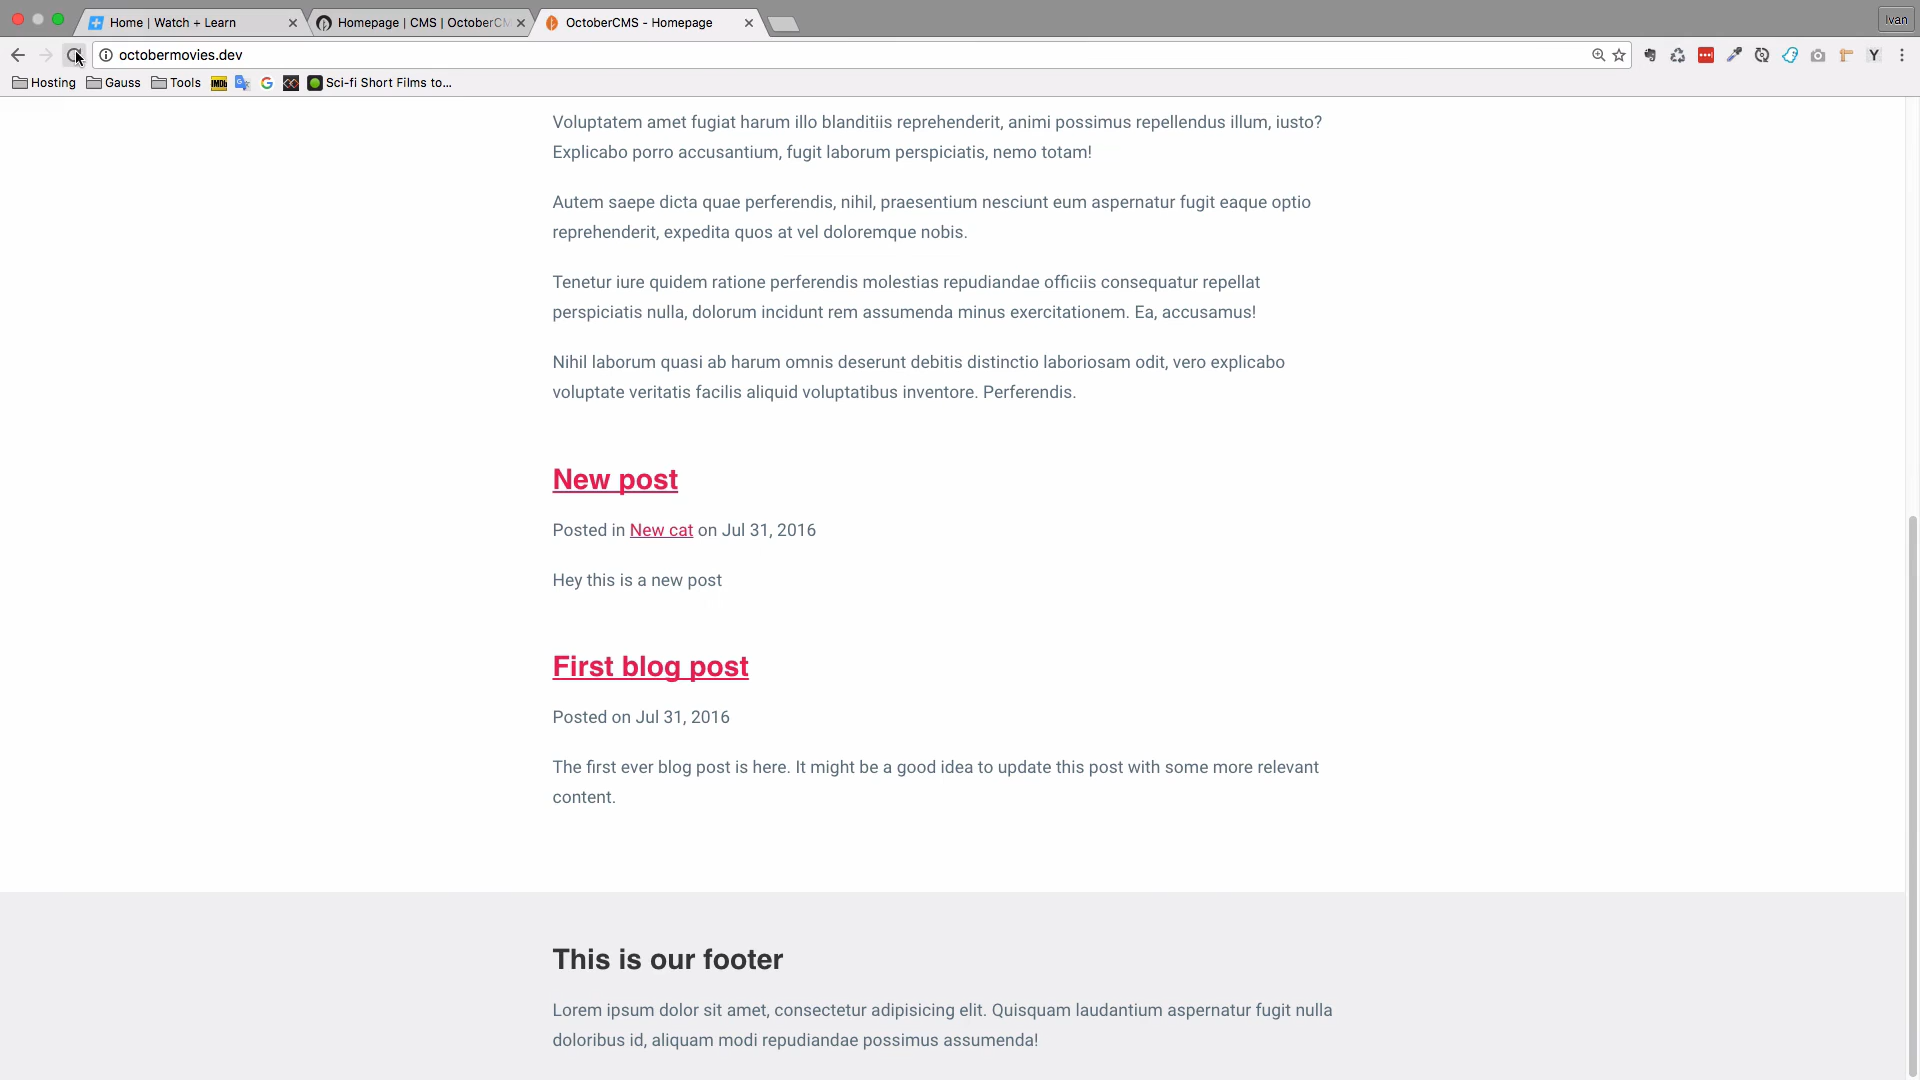 Home | Watch + Learn
Homepage | CMS | OctoberCM
OctoberCMS - Homepage
Ivan
octobermovies.dev
Hosting
Gauss
Tools
IMDb
Sci-fi Short Films to...
Voluptatem amet fugiat harum illo blanditiis reprehenderit, animi possimus repellendus illum, iusto?
Explicabo porro accusantium, fugit laborum perspiciatis, nemo totam!
Autem saepe dicta quae perferendis, nihil, praesentium nesciunt eum aspernatur fugit eaque optio
reprehenderit, expedita quos at vel doloremque nobis.
Tenetur iure quidem ratione perferendis molestias repudiandae officiis consequatur repellat
perspiciatis nulla, dolorum incidunt rem assumenda minus exercitationem. Ea, accusamus!
Nihil laborum quasi ab harum omnis deserunt debitis distinctio laboriosam odit, vero explicabo
voluptate veritatis facilis aliquid voluptatibus inventore. Perferendis.
New post
Posted in New cat on Jul 31, 2016
Hey this is a new post
First blog post
Posted on Jul 31, 2016
The first ever blog post is here. It might be a good idea to update this post with some more relevant
content.
This is our footer
Lorem ipsum dolor sit amet, consectetur adipisicing elit. Quisquam laudantium aspernatur fugit nulla
doloribus id, aliquam modi repudiandae possimus assumenda!